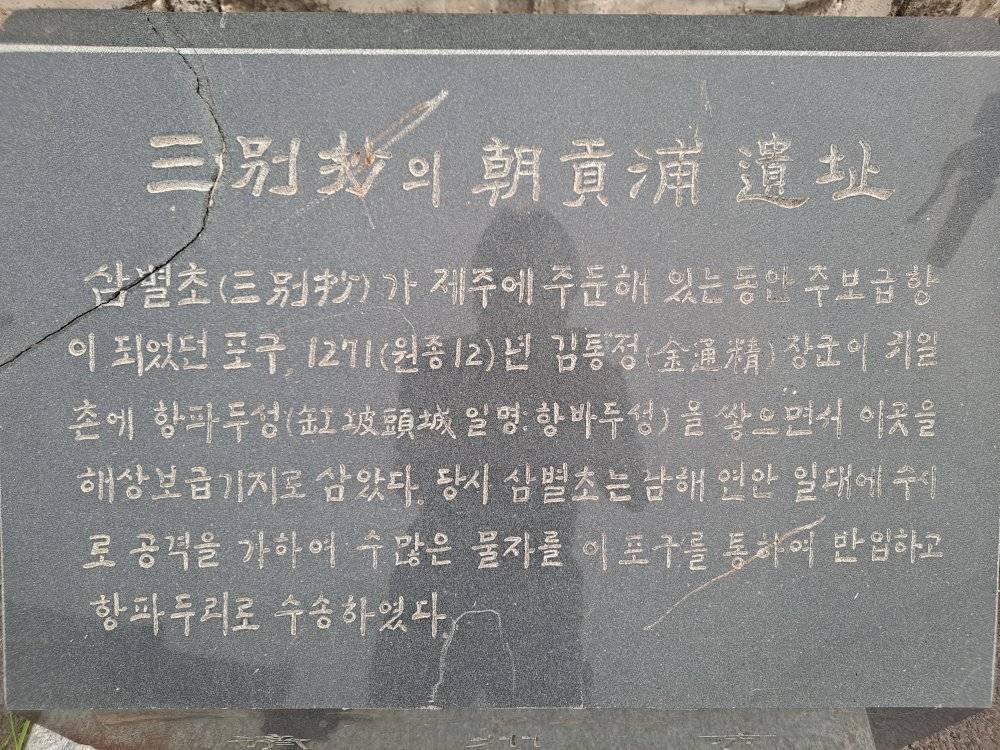 三別抄의 朝貢浦 遺址
삼별초(三別抄)가 제주에 주둔해 있는 동안 주보급항
이 되었던 포구. 1271(원종12)년 김통정(金通精)장군이 귀일
촌에 항파두성(缸坡頭城 일명:항바두성)을 쌓으면서 이곳을
해상보급기지로 삼았다. 당시 삼별초는 남해 연안 일대에 수시
로 공격을 가하여 수많은 물자를 이 포구를 통하여 반입하고
항파두리로 수송하였다.